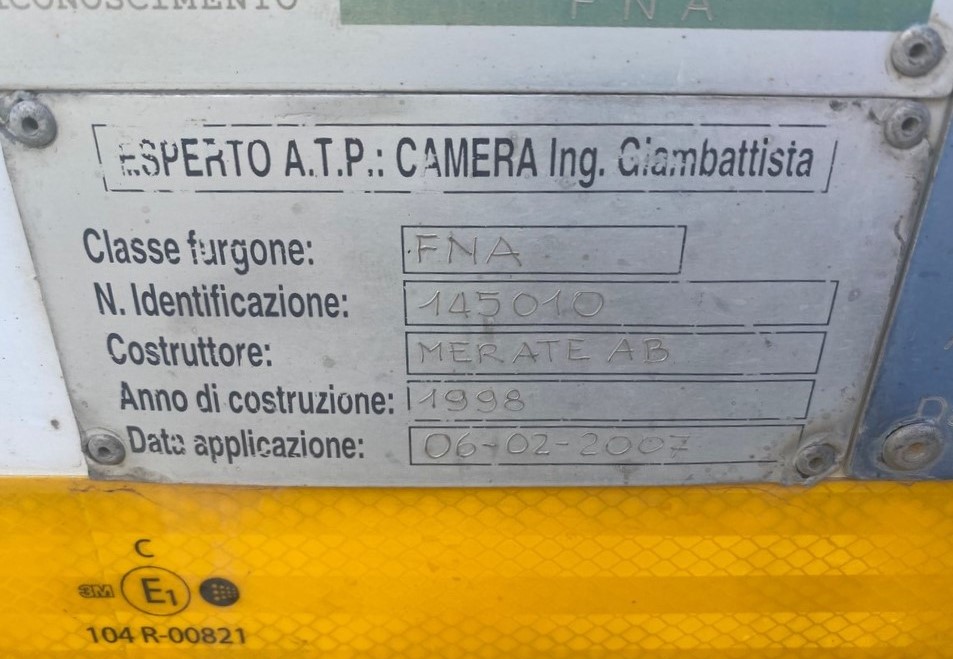 CONOSCIMENTO FNA
ESPERTO A.T.P.: CAMERA Ing. Giambattista
Classe furgone: FNA
N. Identificazione: 145010
Costruttore: MERATE AB
Anno di costruzione: 1998
Data applicazione: 06-02-2007
C
3M E1
104 R-00821